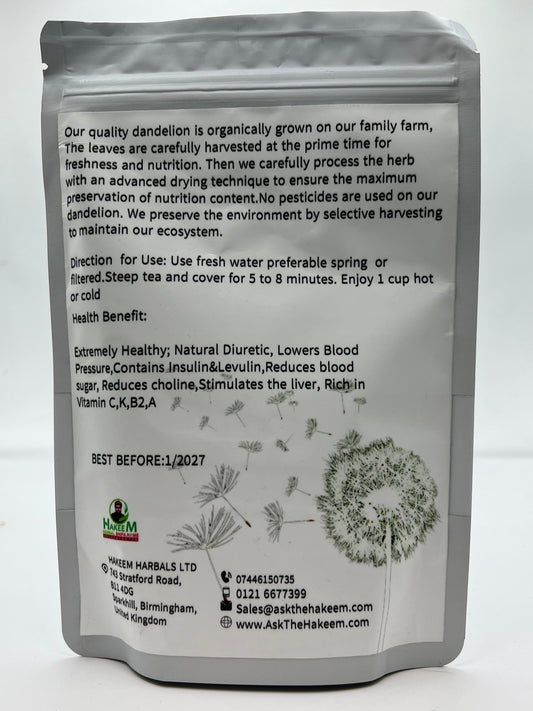 Our quality dandelion is organically grown on our family farm,
The leaves are carefully harvested at the prime time for
freshness and nutrition. Then we carefully process the herb
with an advanced drying technique to ensure the maximum
preservation of nutrition content.No pesticides are used on our
dandelion. We preserve the environment by selective harvesting
to maintain our ecosystem.
Direction for Use: Use fresh water preferable spring or
filtered.Steep tea and cover for 5 to 8 minutes. Enjoy 1 cup hot
or cold
Health Benefit:
Extremely Healthy; Natural Diuretic, Lowers Blood
Pressure,Contains Insulin&Levulin,Reduces blood
sugar, Reduces choline,Stimulates the liver, Rich in
Vitamin C,K,B2,A
BEST BEFORE:1/2027
HAKEEM
HAKEEM HARBALS LTD
743 Stratford Road,
B11 4DG
Sparkhill, Birmingham,
United Kingdom
07446150735
0121 6677399
Sales@askthehakeem.com
www.AskTheHakeem.com